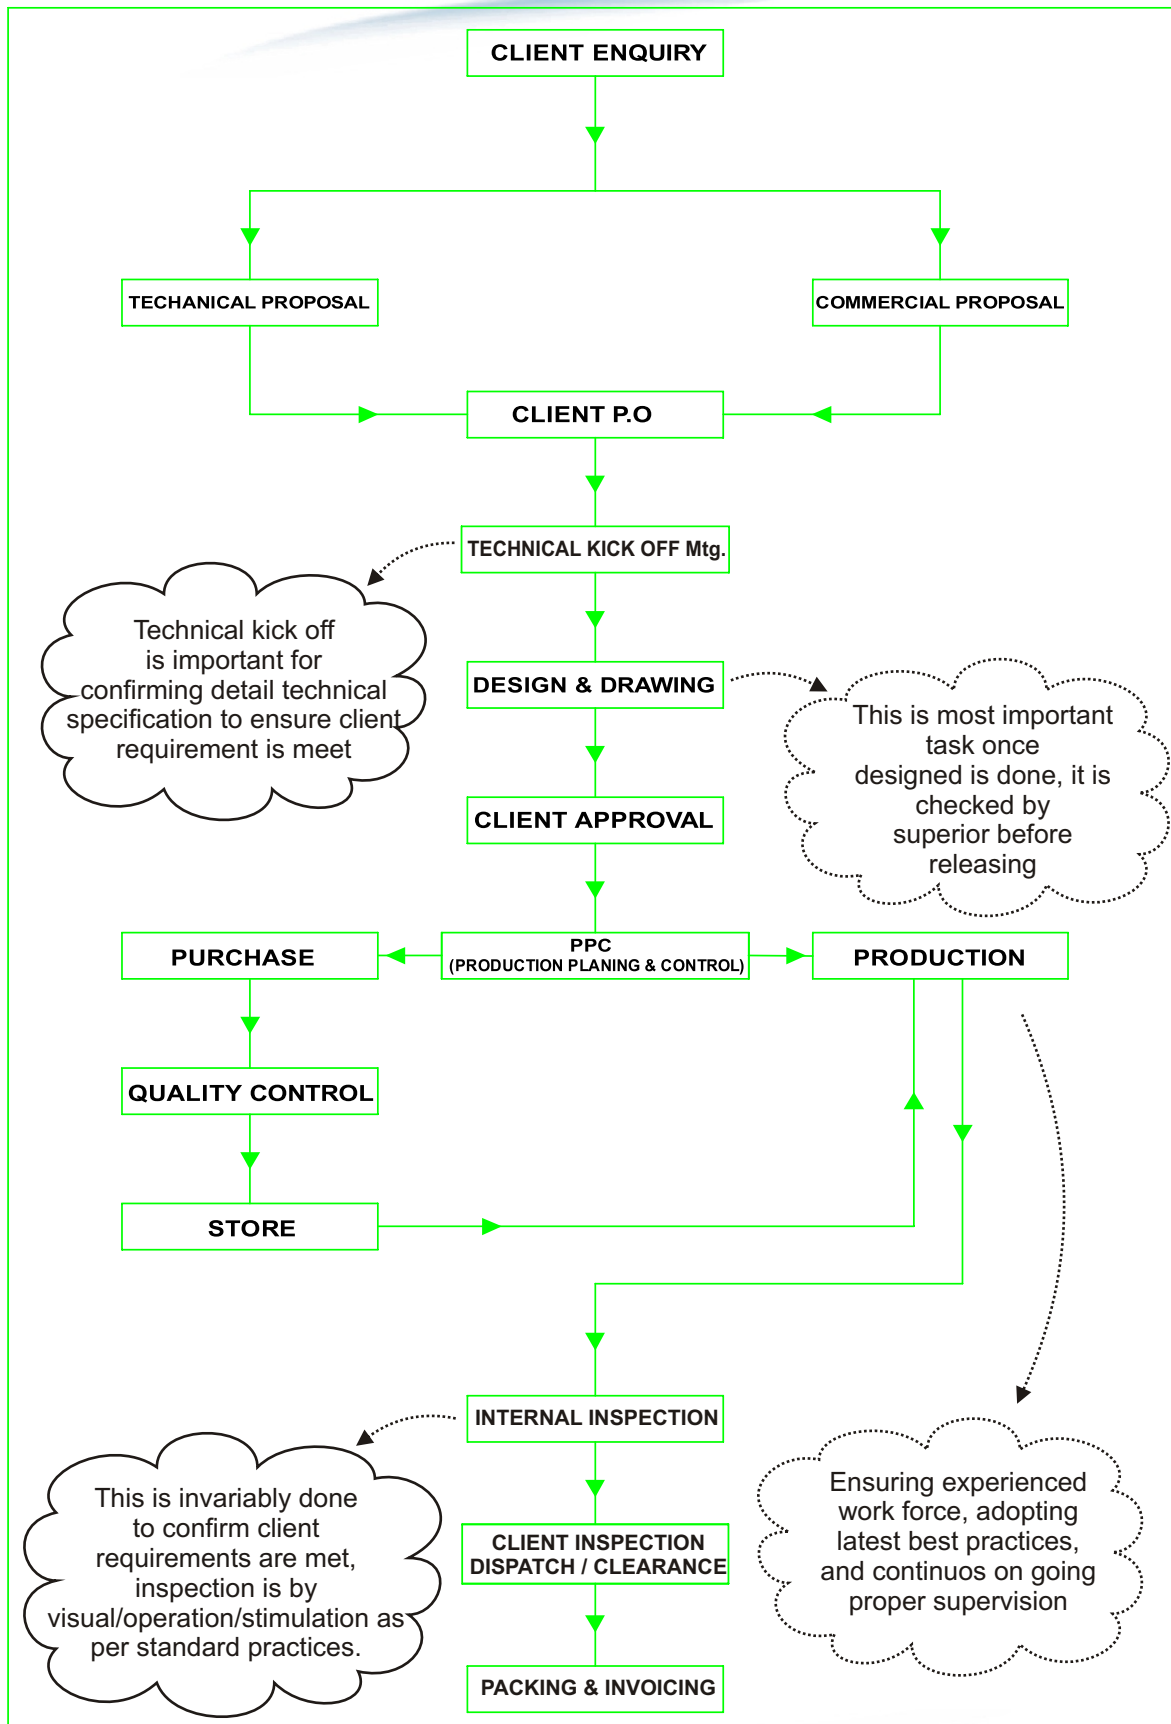 CLIENT ENQUIRY
TECHANICAL PROPOSAL
COMMERCIAL PROPOSAL
CLIENT P.O
TECHNICAL KICK OFF Mtg.
Technical kick off
is important for
confirming detail technical
specification to ensure client
requirement is meet
DESIGN & DRAWING
This is most important
task once
designed is done, it is
checked by
superior before
releasing
CLIENT APPROVAL
PURCHASE
PPC
(PRODUCTION PLANING & CONTROL)
PRODUCTION
QUALITY CONTROL
STORE
INTERNAL INSPECTION
This is invariably done
to confirm client
requirements are met,
inspection is by
visual/operation/stimulation as
per standard practices.
Ensuring experienced
work force, adopting
latest best practices,
and continuos on going
proper supervision
CLIENT INSPECTION
DISPATCH / CLEARANCE
PACKING & INVOICING